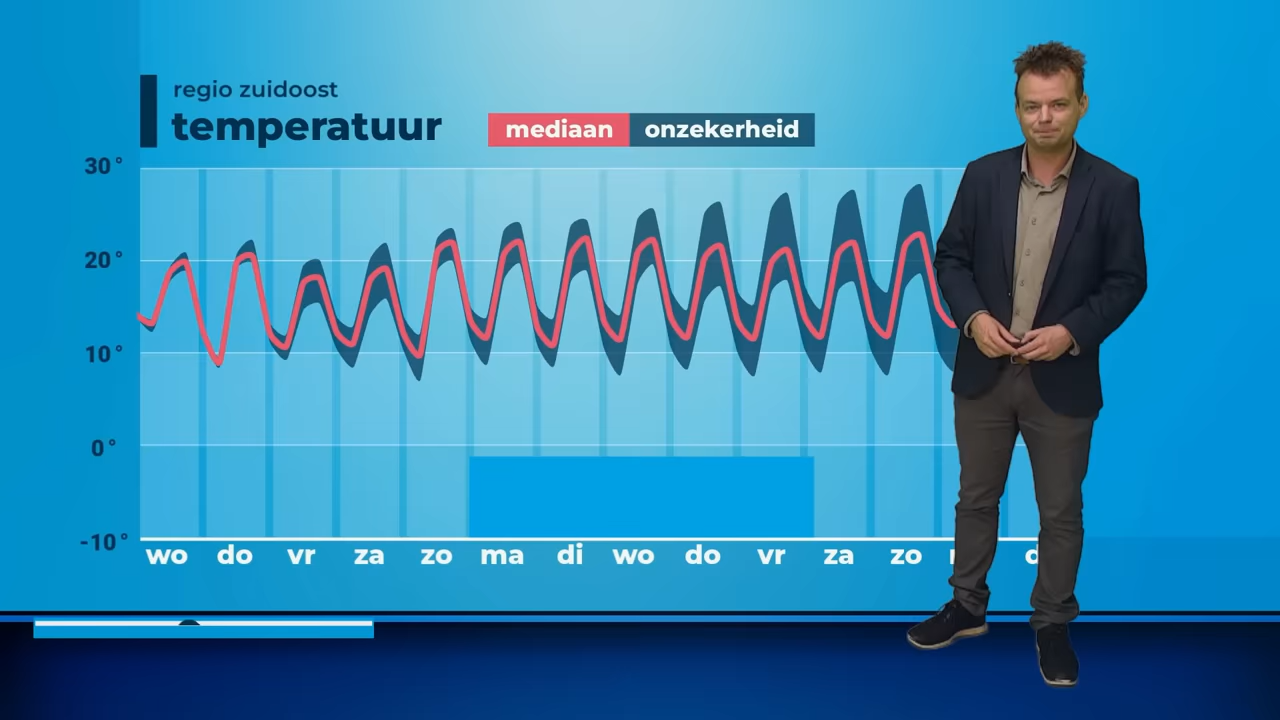 regio zuidoost
temperatuur
mediaan onzekerheid
30°
20°
10°
0°
-10°
wo do vr za zo ma di wo do vr za zo